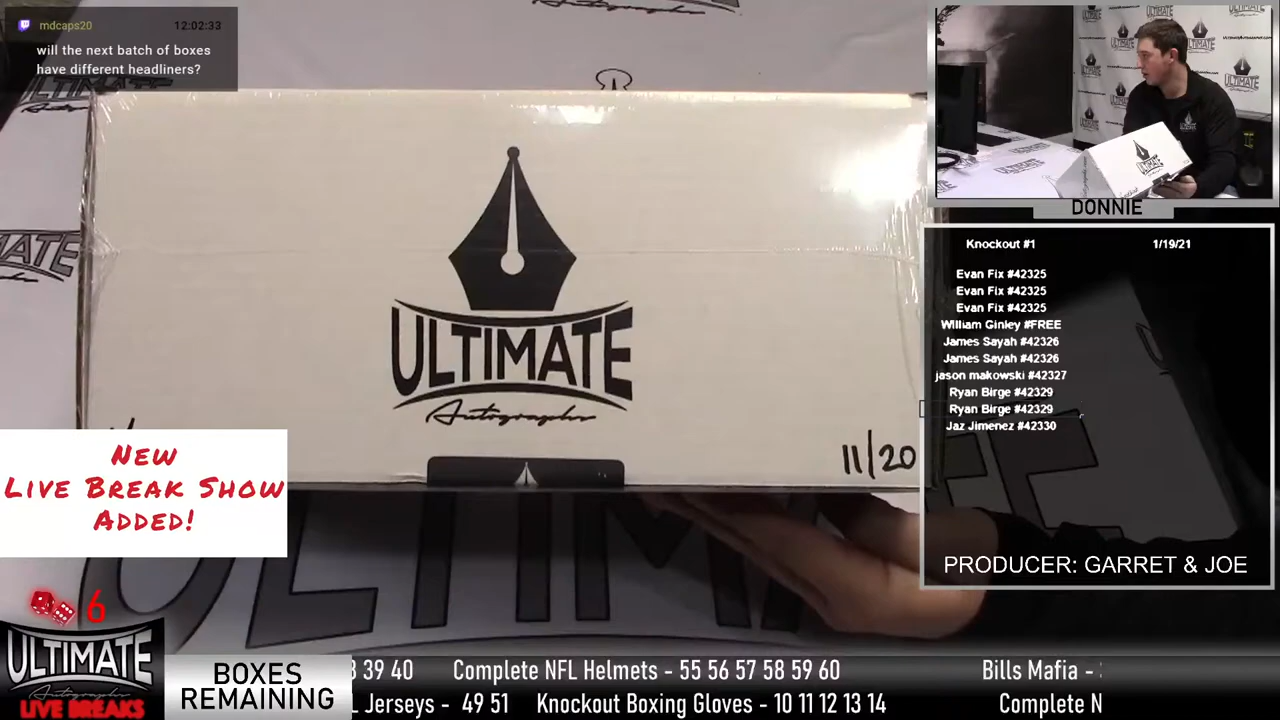 mdcaps20 12:02:33
will the next batch of boxes
have different headliners?
ULTIMATE
Autographs
11/20
DONNIE
Knockout #1 1/19/21
Evan Fix #42325
Evan Fix #42325
Evan Fix #42325
William Ginley #FREE
James Sayah #42326
James Sayah #42326
jason makowski #42327
Ryan Birge #42329
Ryan Birge #42329
Jaz Jimenez #42330
PRODUCER: GARRET & JOE
New
Live Break Show
Added!
6
ULTIMATE
Autographs
LIVE BREAKS
BOXES
REMAINING
39 40 Complete NFL Helmets - 55 56 57 58 59 60 Bills Mafia -
Jerseys - 49 51 Knockout Boxing Gloves - 10 11 12 13 14 Complete N